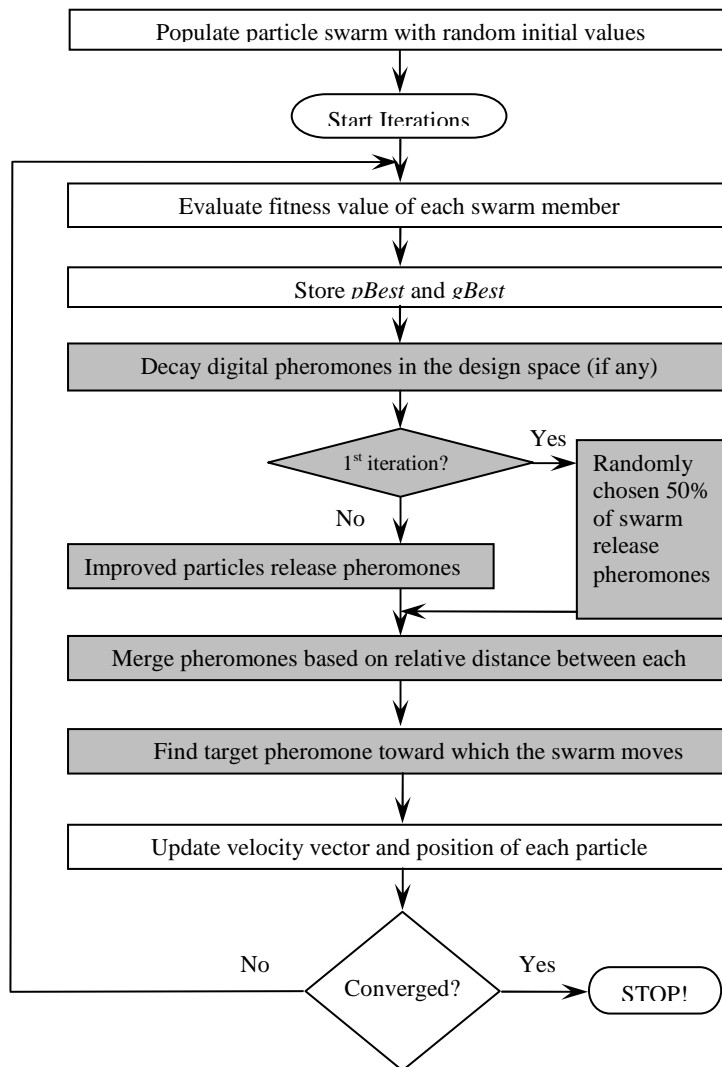 Populate particle swarm with random initial values
Start Iterations
Evaluate fitness value of each swarm member
Store pBest and gBest
Decay digital pheromones in the design space (if any)
1st iteration?
Yes
Randomly
chosen 50%
of swarm
release
pheromones
No
Improved particles release pheromones
Merge pheromones based on relative distance between each
Find target pheromone toward which the swarm moves
Update velocity vector and position of each particle
No
Converged?
Yes
STOP!